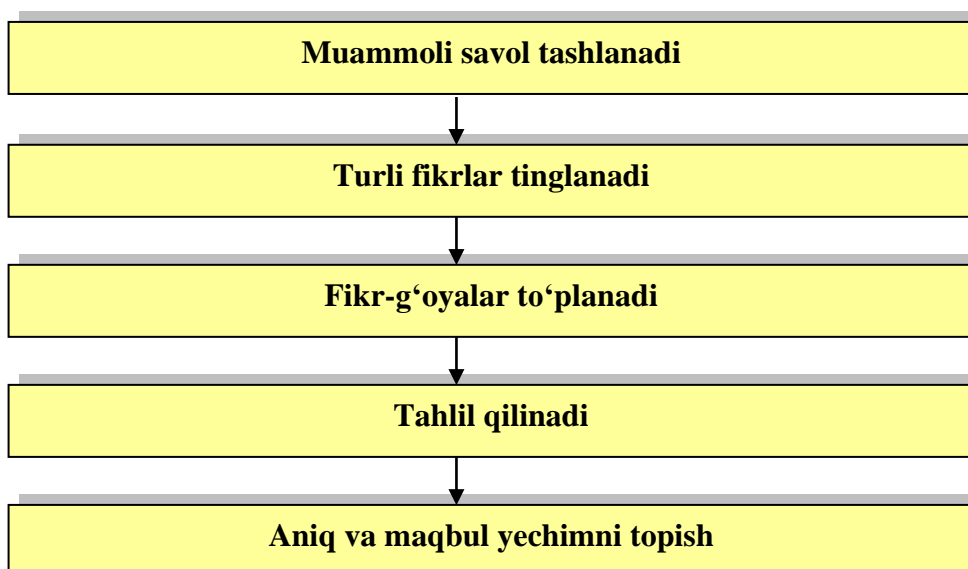 Muammoli savol tashlanadi
Turli fikrlar tinglanadi
Fikr-g‘oyalar to‘planadi
Tahlil qilinadi
Aniq va maqbul yechimni topish